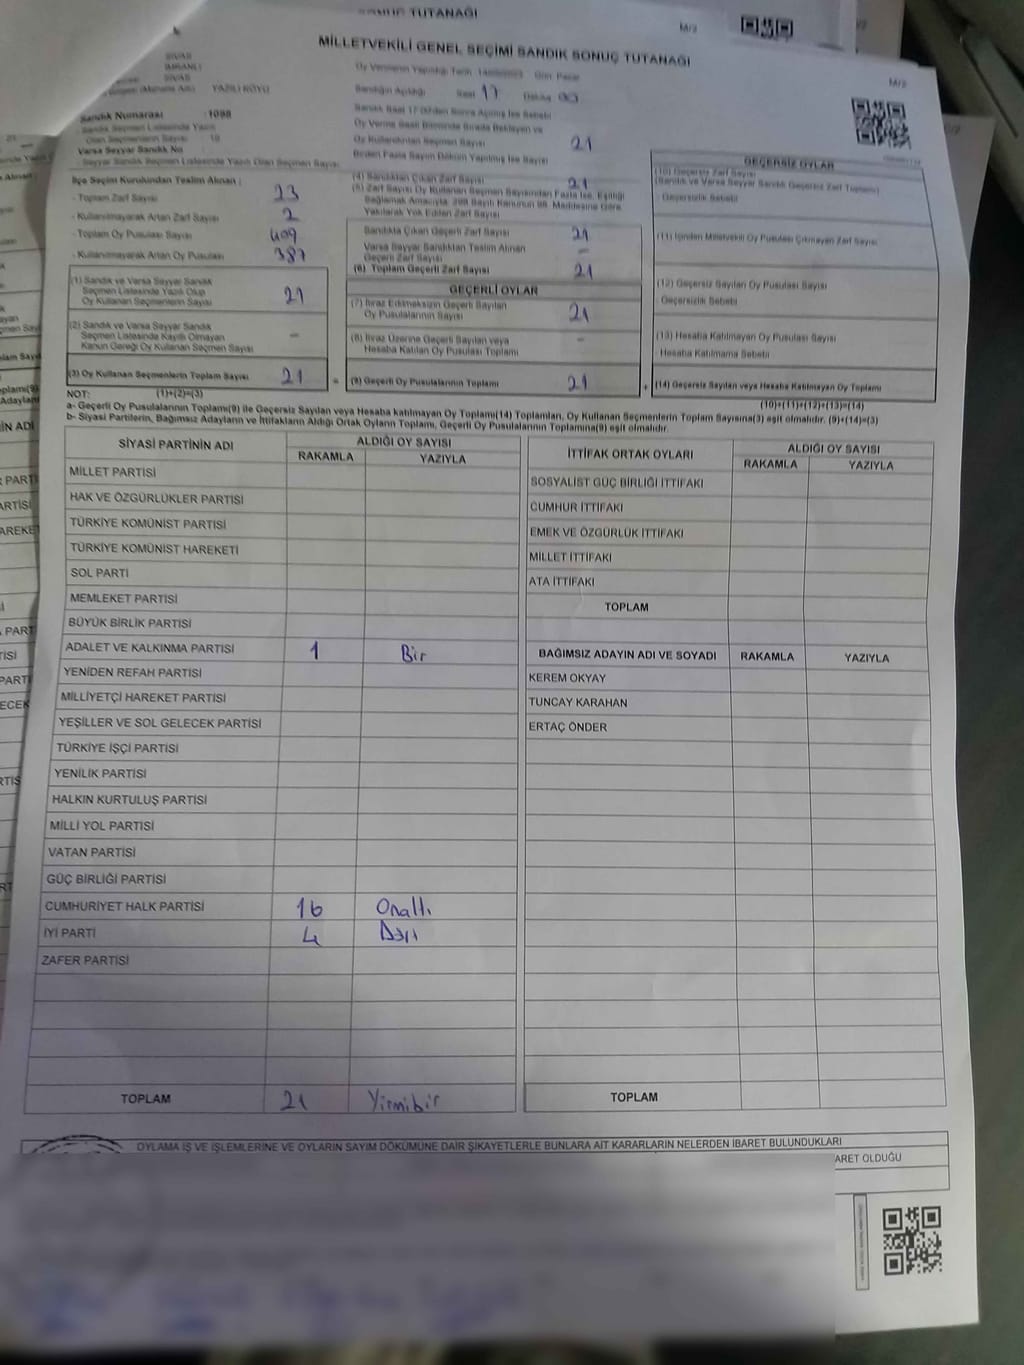 SONUÇ TUTANAĞI
M/2
MİLLETVEKİLİ GENEL SEÇİMİ SANDIK SONUÇ TUTANAĞI
M/2
SİVAS
İMRANLI
SİVAS
YAZILI KÖYÜ
Sandığın Açıldığı Saat 17
Sandık Numarası : 1098
- Sandık Seçmen Listesinde Yazılı
Olan Seçmenlerin Sayısı
Varsa Seyyar Sandık No
- Seyyar Sandık Seçmen Listesinde Yazılı Olan Seçmen Sayısı
Oy Verme Saati Bitiminde Sırada Bekleyen ve
Oy Kullandırılan Seçmen Sayısı 21
Birden Fazla Sayım Döküm Yapılmış İse Sayısı
İlçe Seçim Kurulundan Teslim Alınan :
- Toplam Zarf Sayısı 23
- Kullanılmayarak Artan Zarf Sayısı 2
- Toplam Oy Pusulası Sayısı 409
- Kullanılmayarak Artan Oy Pusulası 387
(1) Sandık ve Varsa Seyyar Sandık
Seçmen Listesinde Yazılı Olup
Oy Kullanan Seçmenlerin Sayısı 21
(2) Sandık ve Varsa Seyyar Sandık
Seçmen Listesinde Kayıtlı Olmayan
Kanun Gereği Oy Kullanan Seçmen Sayısı –
(3) Oy Kullanan Seçmenlerin Toplam Sayısı 21 =
(4) Sandıktan Çıkan Zarf Sayısı 21
(5) Zarf Sayısı Oy Kullanan Seçmen Sayısından Fazla İse, Eşitliği
Sağlamak Amacıyla, 298 Sayılı Kanunun 98. Maddesine Göre
Yakılarak Yok Edilen Zarf Sayısı
Sandıkta Çıkan Geçerli Zarf Sayısı 21
Varsa Seyyar Sandıktan Teslim Alınan
Geçerli Zarf Sayısı –
(6) Toplam Geçerli Zarf Sayısı 21
GEÇERLİ OYLAR
(7) İtiraz Edilmeksizin Geçerli Sayılan
Oy Pusulalarının Sayısı 21
(8) İtiraz Üzerine Geçerli Sayılan veya
Hesaba Katılan Oy Pusulası Toplamı –
(9) Geçerli Oy Pusulalarının Toplamı 21 +
GEÇERSİZ OYLAR
(10) Geçersiz Zarf Sayısı
(Sandık ve Varsa Seyyar Sandık Geçersiz Zarf Toplamı)
Geçersizlik Sebebi
(11) İçinden Milletvekili Oy Pusulası Çıkmayan Zarf Sayısı
(12) Geçersiz Sayılan Oy Pusulası Sayısı
Geçersizlik Sebebi
(13) Hesaba Katılmayan Oy Pusulası Sayısı
Hesaba Katılmama Sebebi
(14) Geçersiz Sayılan veya Hesaba Katılmayan Oy Toplamı
NOT: (1)+(2)=(3)
(10)+(11)+(12)+(13)=(14)
a- Geçerli Oy Pusulalarının Toplamı(9) ile Geçersiz Sayılan veya Hesaba katılmayan Oy Toplamı(14) Toplamları, Oy Kullanan Seçmenlerin Toplam Sayısına(3) eşit olmalıdır. (9)+(14)=(3)
b- Siyasi Partilerin, Bağımsız Adayların ve İttifakların Aldığı Ortak Oyların Toplamı, Geçerli Oy Pusulalarının Toplamına(9) eşit olmalıdır.
SİYASİ PARTİNİN ADI ALDIĞI OY SAYISI
RAKAMLA YAZIYLA
MİLLET PARTİSİ
HAK VE ÖZGÜRLÜKLER PARTİSİ
TÜRKİYE KOMÜNİST PARTİSİ
TÜRKİYE KOMÜNİST HAREKETİ
SOL PARTİ
MEMLEKET PARTİSİ
BÜYÜK BİRLİK PARTİSİ
ADALET VE KALKINMA PARTİSİ 1 Bir
YENİDEN REFAH PARTİSİ
MİLLİYETÇİ HAREKET PARTİSİ
YEŞİLLER VE SOL GELECEK PARTİSİ
TÜRKİYE İŞÇİ PARTİSİ
YENİLİK PARTİSİ
HALKIN KURTULUŞ PARTİSİ
MİLLİ YOL PARTİSİ
VATAN PARTİSİ
GÜÇ BİRLİĞİ PARTİSİ
CUMHURİYET HALK PARTİSİ 16 Onaltı
İYİ PARTİ 4 Dört
ZAFER PARTİSİ
TOPLAM 21 Yirmibir
İTTİFAK ORTAK OYLARI ALDIĞI OY SAYISI
RAKAMLA YAZIYLA
SOSYALİST GÜÇ BİRLİĞİ İTTİFAKI
CUMHUR İTTİFAKI
EMEK VE ÖZGÜRLÜK İTTİFAKI
MİLLET İTTİFAKI
ATA İTTİFAKI
TOPLAM
BAĞIMSIZ ADAYIN ADI VE SOYADI RAKAMLA YAZIYLA
KEREM OKYAY
TUNCAY KARAHAN
ERTAÇ ÖNDER
TOPLAM
OYLAMA İŞ VE İŞLEMLERİNE VE OYLARIN SAYIM DÖKÜMÜNE DAİR ŞİKAYETLERLE BUNLARA AİT KARARLARIN NELERDEN İBARET BULUNDUKLARI
ARET OLDUĞU